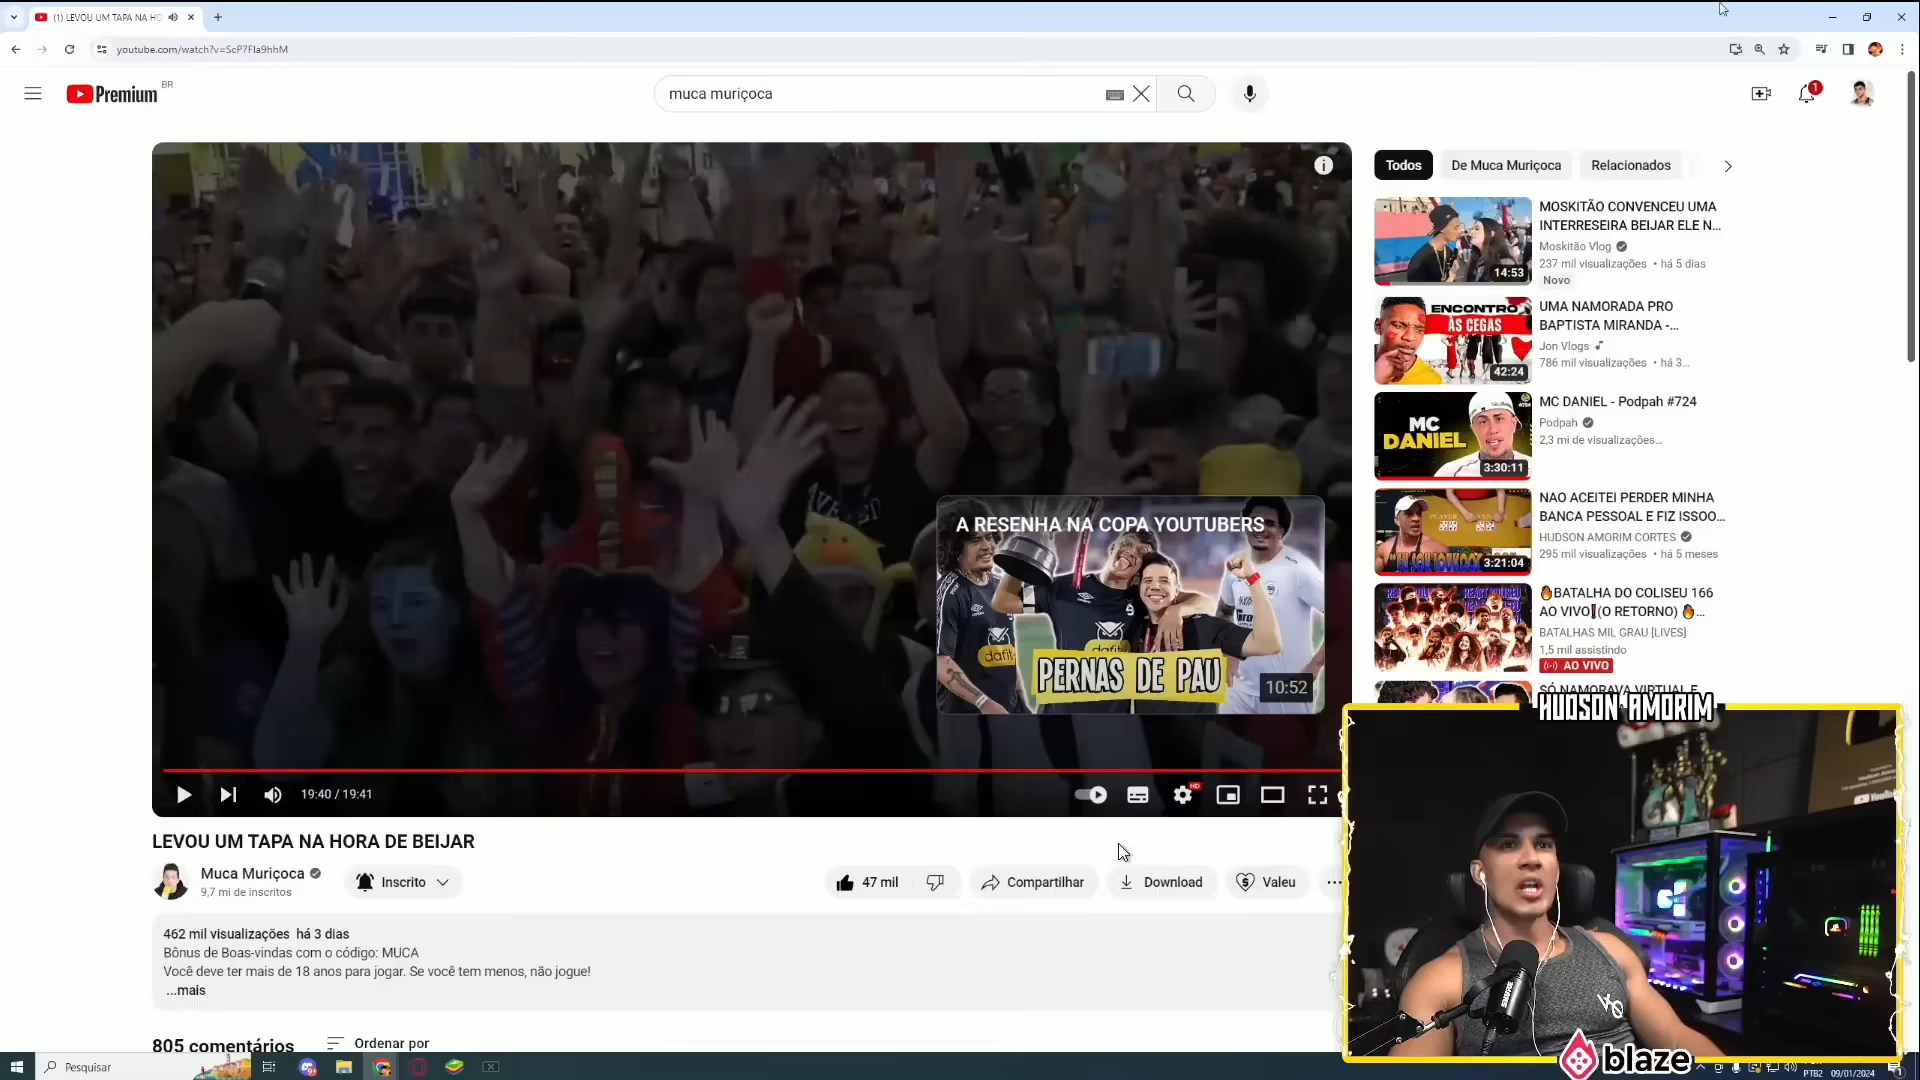 (1) LEVOU UM TAPA NA HO
youtube.com/watch?v=ScP7Fla9hhM
Premium
BR
muca muriçoca
1
Todos
De Muca Muriçoca
Relacionados
MOSKITÃO CONVENCEU UMA
INTERRESEIRA BEIJAR ELE N...
Moskitão Vlog
237 mil visualizações • há 5 dias
Novo
14:53
ENCONTRO
ÀS CEGAS
42:24
UMA NAMORADA PRO
BAPTISTA MIRANDA -...
Jon Vlogs
786 mil visualizações • há 3...
MC
DANIEL
3:30:11
MC DANIEL - Podpah #724
Podpah
2,3 mi de visualizações...
3:21:04
NAO ACEITEI PERDER MINHA
BANCA PESSOAL E FIZ ISSOO...
HUDSON AMORIM CORTES
295 mil visualizações • há 5 meses
🔥BATALHA DO COLISEU 166
AO VIVO❗(O RETORNO) 🔥...
BATALHAS MIL GRAU [LIVES]
1,5 mil assistindo
AO VIVO
SÓ NAMORAVA VIRTUAL E
A RESENHA NA COPA YOUTUBERS
dafiti
PERNAS DE PAU
10:52
19:40 / 19:41
HD
LEVOU UM TAPA NA HORA DE BEIJAR
Muca Muriçoca
9,7 mi de inscritos
Inscrito
47 mil
Compartilhar
Download
Valeu
462 mil visualizações há 3 dias
Bônus de Boas-vindas com o código: MUCA
Você deve ter mais de 18 anos para jogar. Se você tem menos, não jogue!
...mais
805 comentários
Ordenar por
HUDSON AMORIM
SHURE
blaze
Pesquisar
PTB2
09/01/2024